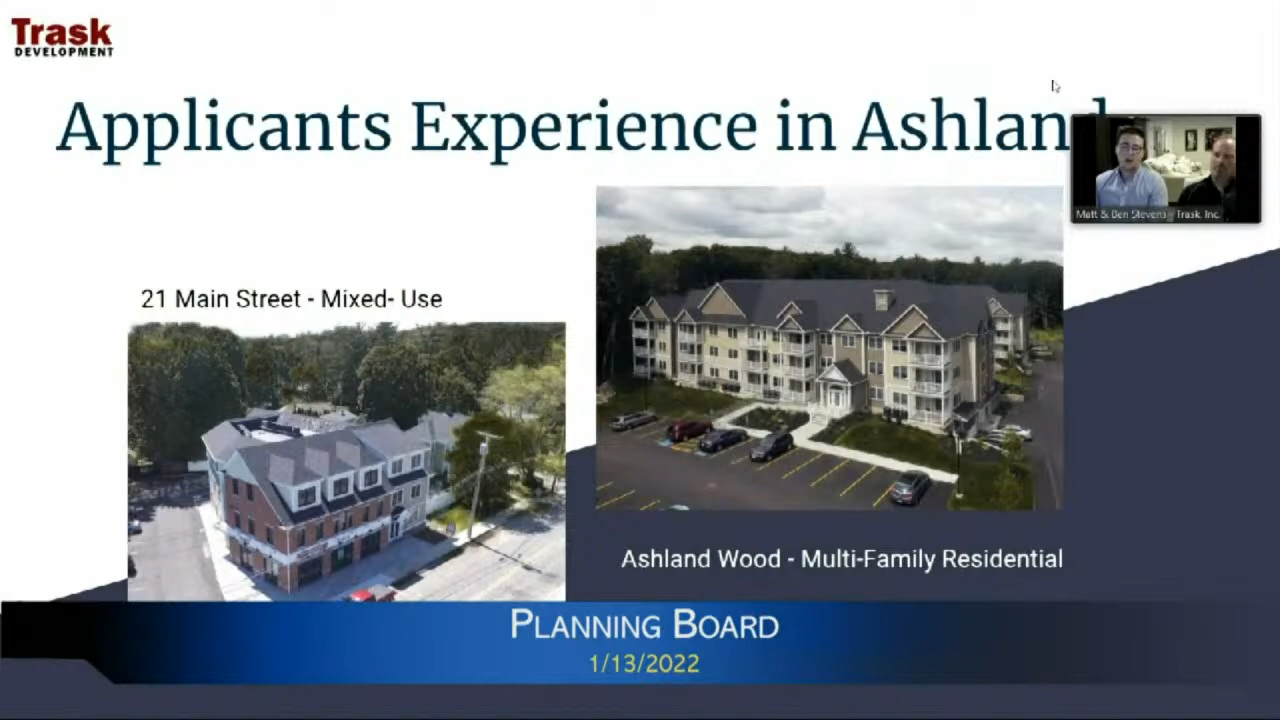 Trask
DEVELOPMENT
Applicants Experience in Ashland
Matt & Ben Stevens - Trask, Inc.
21 Main Street - Mixed- Use
Ashland Wood - Multi-Family Residential
PLANNING BOARD
1/13/2022